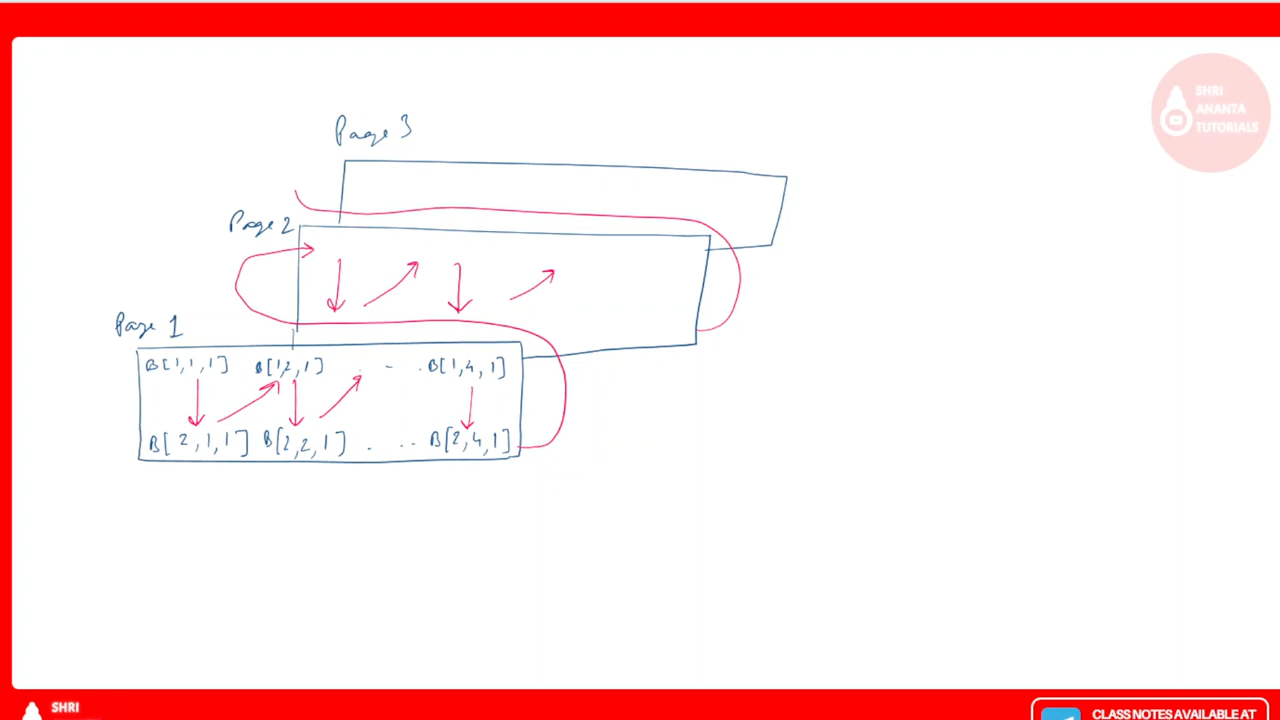 SHRI
ANANTA
TUTORIALS
Page 3
Page 2
Page 1
B[1,1,1] B[1,2,1] . - . B[1,4,1]
B[2,1,1] B[2,2,1] . .. B[2,4,1]
SHRI
CLASS NOTES AVAILABLE AT